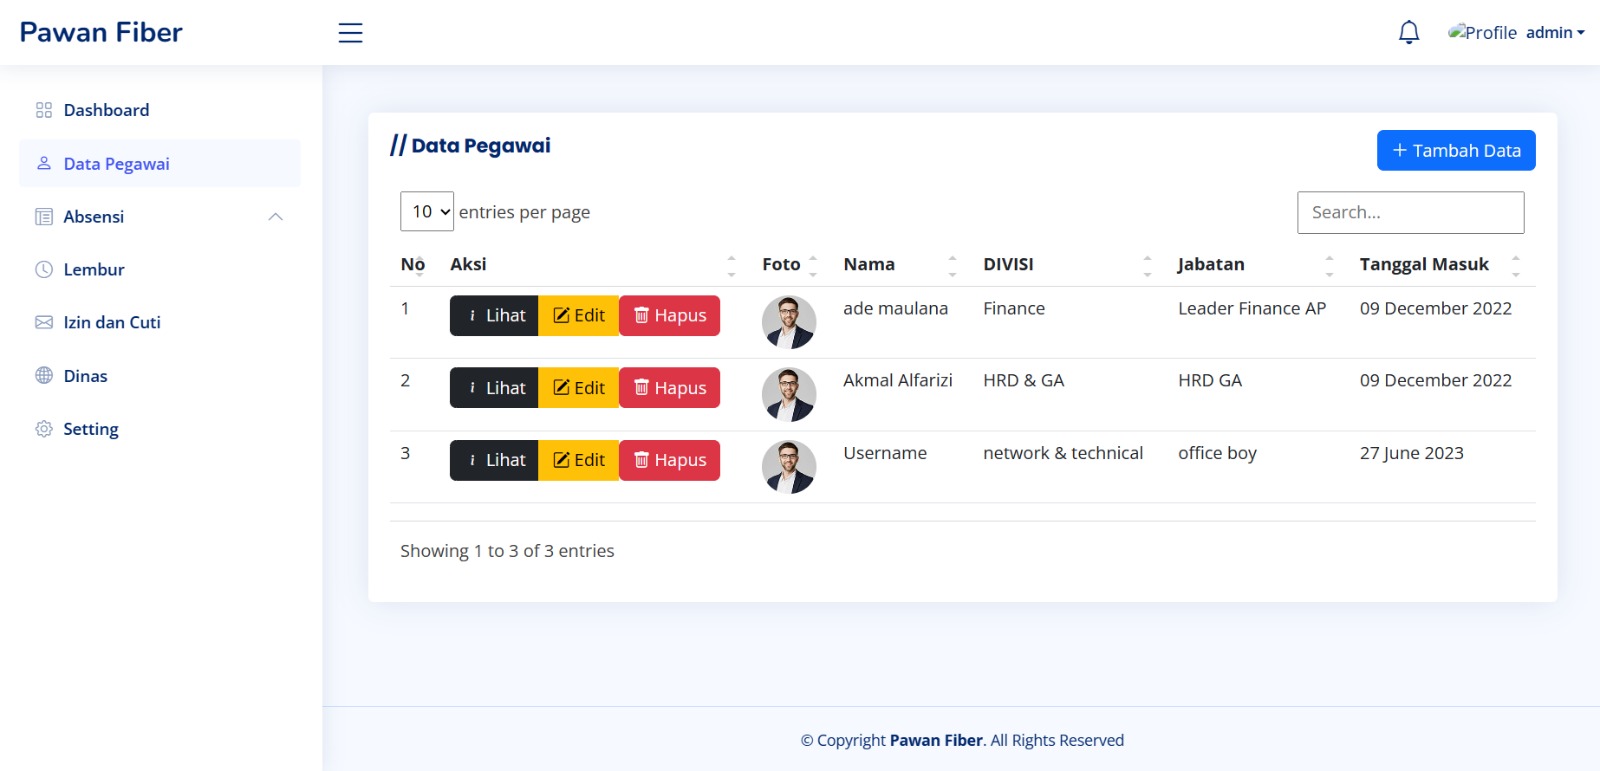 Pawan Fiber
Profile admin
Dashboard
Data Pegawai
Absensi
Lembur
Izin dan Cuti
Dinas
Setting
// Data Pegawai
+ Tambah Data
10 entries per page
Search...
No Aksi Foto Nama DIVISI Jabatan Tanggal Masuk
1 i Lihat Edit Hapus ade maulana Finance Leader Finance AP 09 December 2022
2 i Lihat Edit Hapus Akmal Alfarizi HRD & GA HRD GA 09 December 2022
3 i Lihat Edit Hapus Username network & technical office boy 27 June 2023
Showing 1 to 3 of 3 entries
© Copyright Pawan Fiber. All Rights Reserved